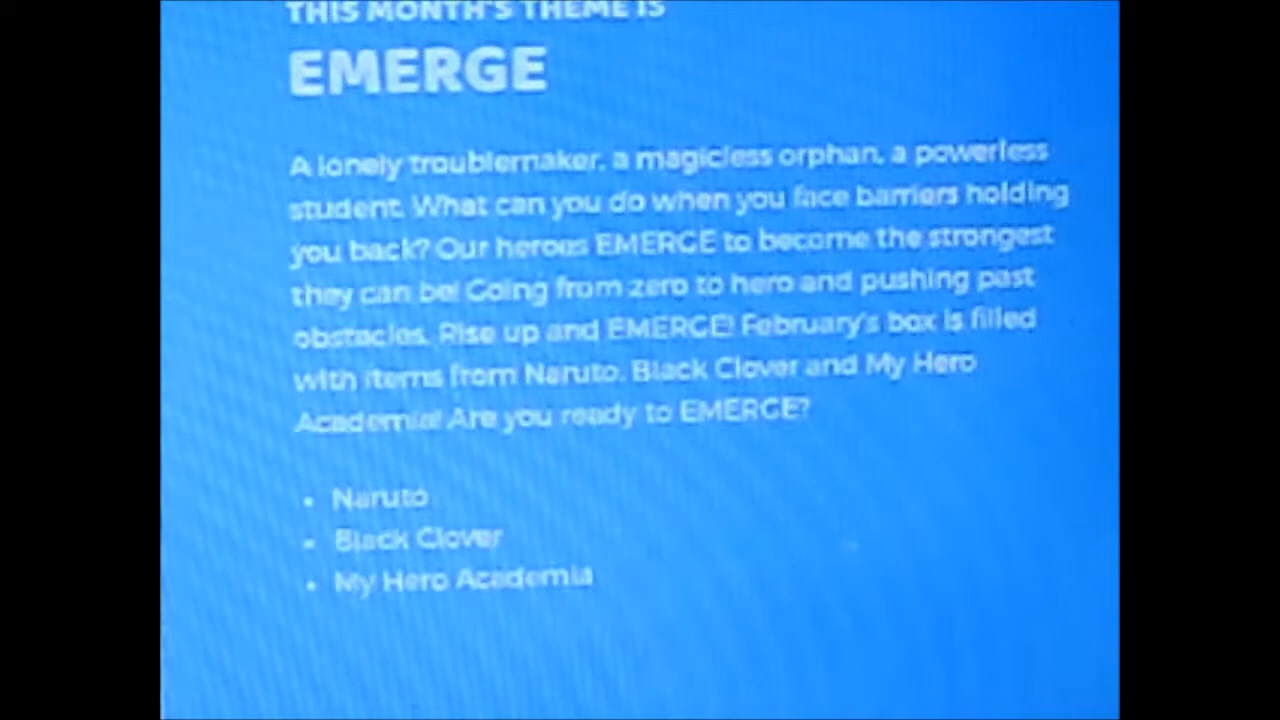 THIS MONTH'S THEME IS
EMERGE
A lonely troublemaker, a magicless orphan, a powerless
student. What can you do when you face barriers holding
you back? Our heroes EMERGE to become the strongest
they can be! Going from zero to hero and pushing past
obstacles. Rise up and EMERGE! February's box is filled
with items from Naruto, Black Clover and My Hero
Academia! Are you ready to EMERGE?
• Naruto
• Black Clover
• My Hero Academia